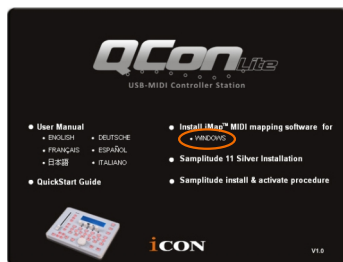 QCon Lite
USB-MIDI Controller Station
User Manual
ENGLISH
DEUTSCHE
FRANÇAIS
ESPAÑOL
日本語
ITALIANO
QuickStart Guide
Install iMap™ MIDI mapping software for
WINDOWS
Samplitude 11 Silver Installation
Samplitude install & activate procedure
iCON
V1.0